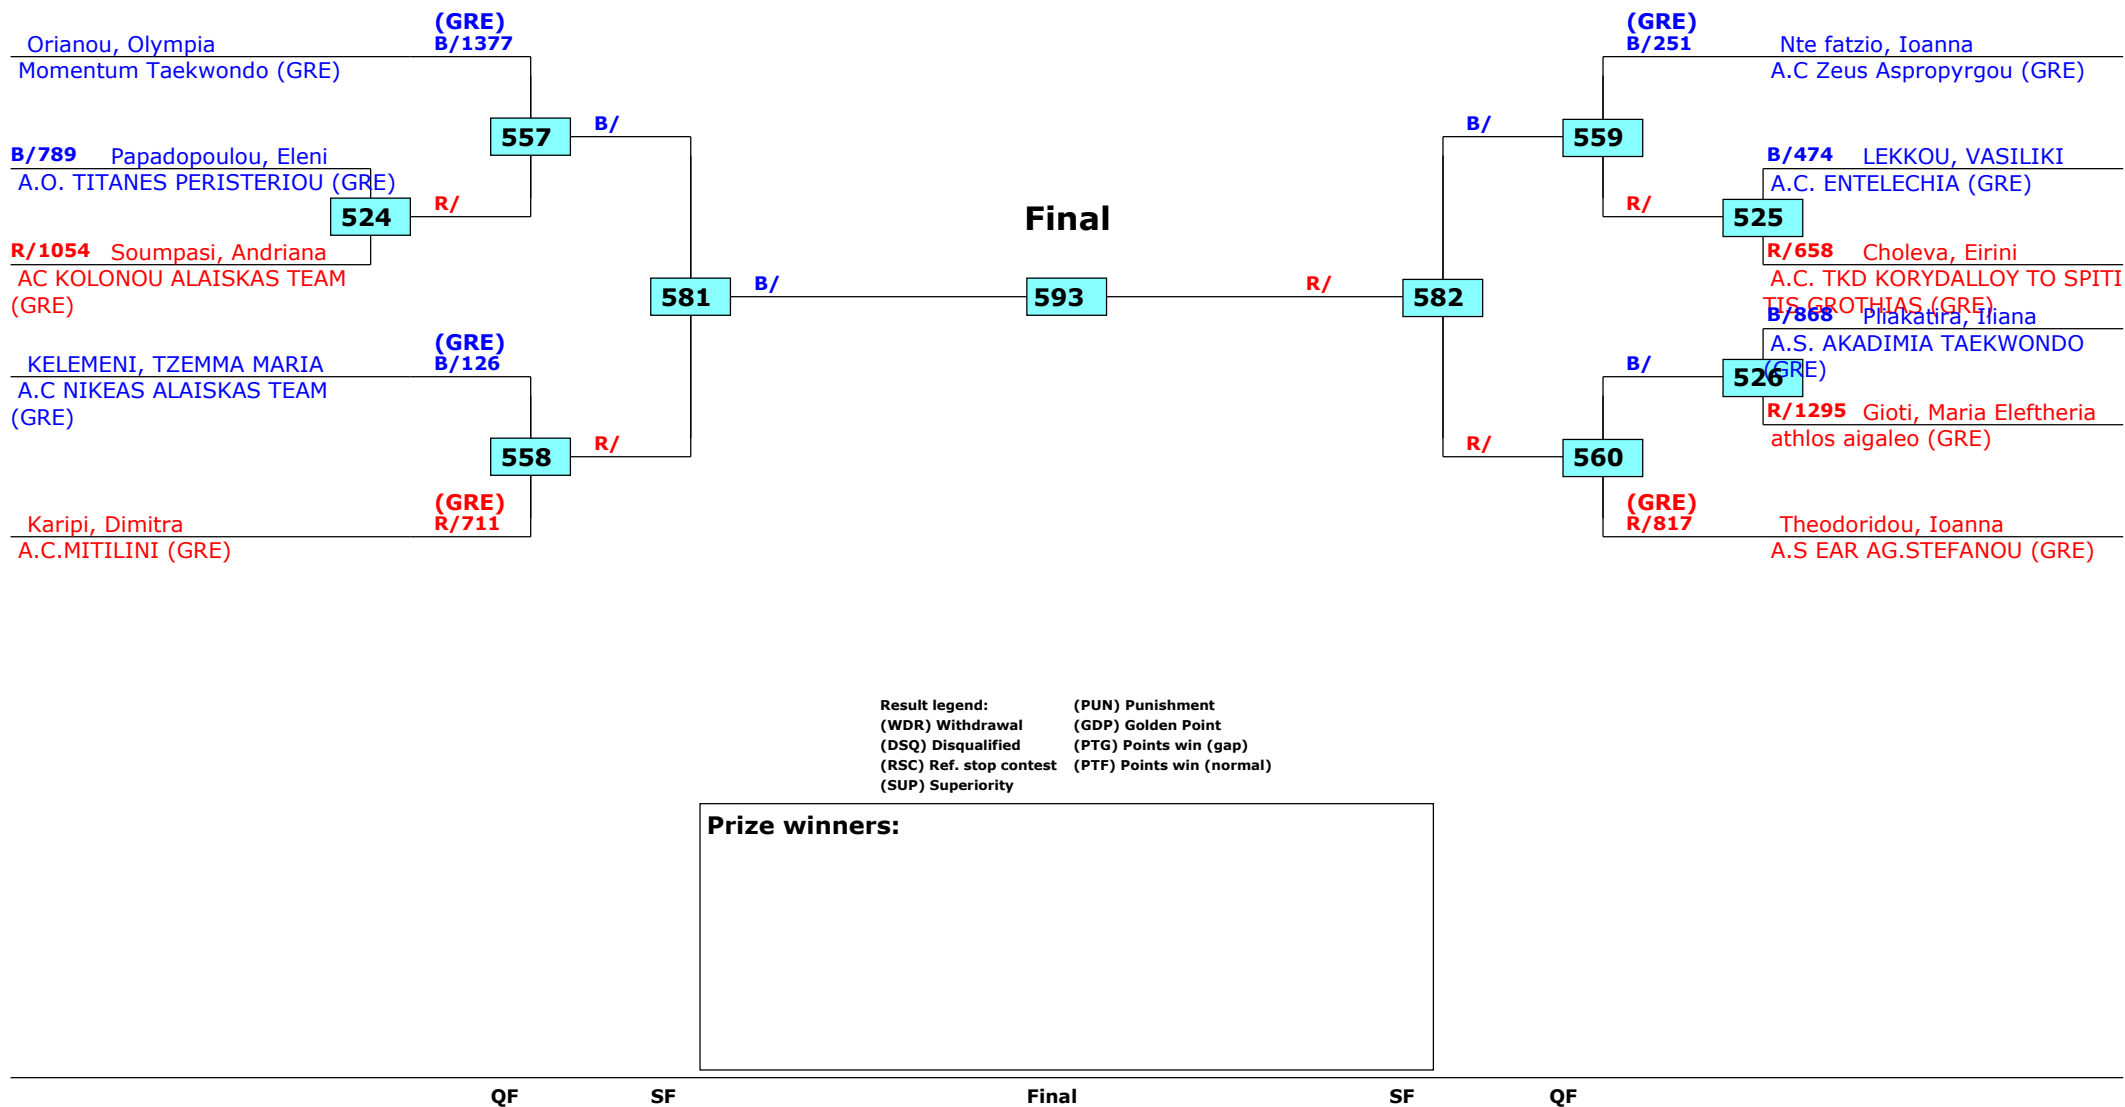 (GRE)
Orianou, Olympia
B/1377
Momentum Taekwondo (GRE)
557
B/
B/789
Papadopoulou, Eleni
A.O. TITANES PERISTERIOU (GRE)
524
R/
R/1054
Soumpasi, Andriana
AC KOLONOU ALAISKAS TEAM
(GRE)
581
B/
(GRE)
KELEMENI, TZEMMA MARIA
B/126
A.C NIKEAS ALAISKAS TEAM
(GRE)
558
R/
(GRE)
Karipi, Dimitra
R/711
A.C.MITILINI (GRE)
Final
593
(GRE)
B/251
Nte fatzio, Ioanna
A.C Zeus Aspropyrgou (GRE)
B/
559
B/474
LEKKOU, VASILIKI
A.C. ENTELECHIA (GRE)
R/
525
R/658
Choleva, Eirini
A.C. TKD KORYDALLOY TO SPITI
TIS GROTHIAS (GRE)
R/
582
B/868
Pliakatira, Iliana
A.S. AKADIMIA TAEKWONDO
(GRE)
B/
526
R/1295
Gioti, Maria Eleftheria
athlos aigaleo (GRE)
R/
560
(GRE)
R/817
Theodoridou, Ioanna
A.S EAR AG.STEFANOU (GRE)
Result legend:
(WDR) Withdrawal
(DSQ) Disqualified
(RSC) Ref. stop contest
(SUP) Superiority
(PUN) Punishment
(GDP) Golden Point
(PTG) Points win (gap)
(PTF) Points win (normal)
Prize winners:
QF SF Final SF QF